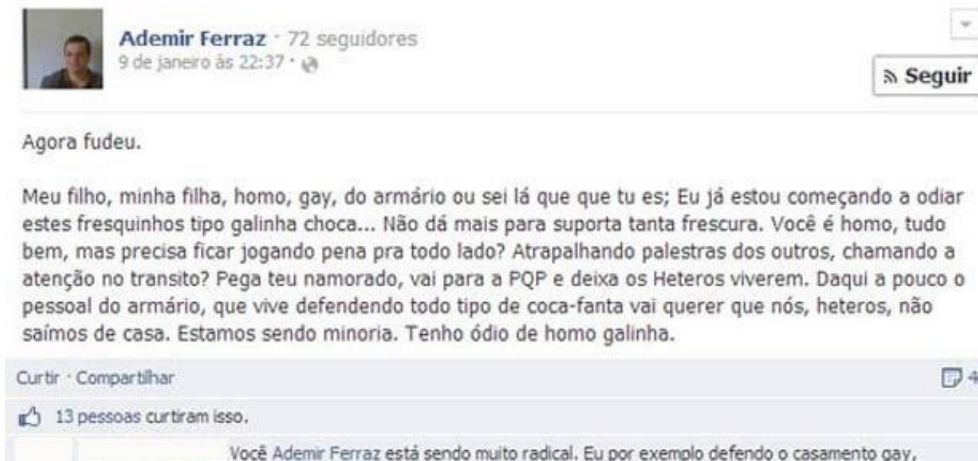 Ademir Ferraz · 72 seguidores
9 de janeiro às 22:37 ·
Seguir
Agora fudeu.
Meu filho, minha filha, homo, gay, do armário ou sei lá que que tu es; Eu já estou começando a odiar
estes fresquinhos tipo galinha choca... Não dá mais para suporta tanta frescura. Você é homo, tudo
bem, mas precisa ficar jogando pena pra todo lado? Atrapalhando palestras dos outros, chamando a
atenção no transito? Pega teu namorado, vai para a PQP e deixa os Heteros viverem. Daqui a pouco o
pessoal do armário, que vive defendendo todo tipo de coca-fanta vai querer que nós, heteros, não
saímos de casa. Estamos sendo minoria. Tenho ódio de homo galinha.
Curtir · Compartilhar
4
13 pessoas curtiram isso.
Você Ademir Ferraz está sendo muito radical. Eu por exemplo defendo o casamento gay,